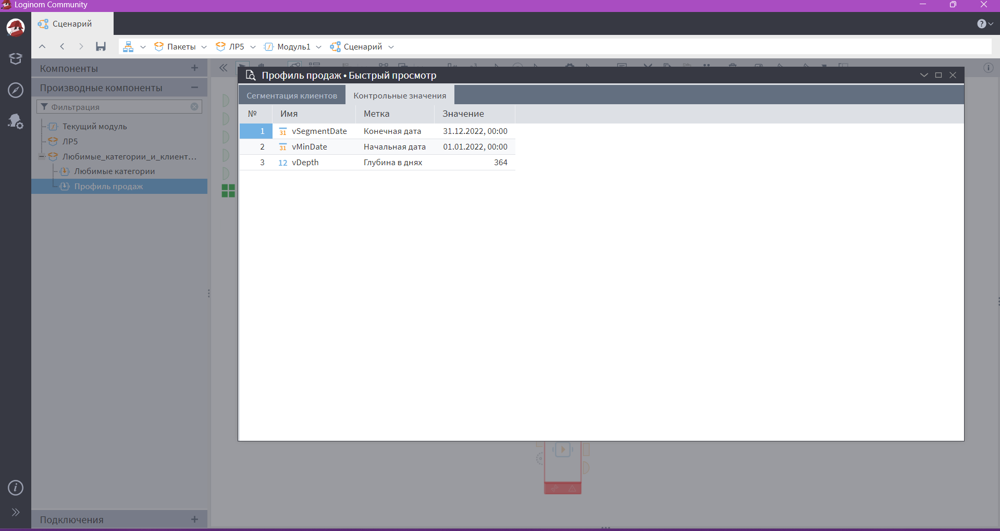 Loginom Community
Сценарий
Пакеты ЛР5 Модуль1 Сценарий
Компоненты
Производные компоненты
Фильтрация
Текущий модуль
ЛР5
Любимые_категории_и_клиент...
Любимые категории
Профиль продаж
Подключения
Профиль продаж • Быстрый просмотр
Сегментация клиентов Контрольные значения
№ Имя Метка Значение
1 31 vSegmentDate Конечная дата 31.12.2022, 00:00
2 31 vMinDate Начальная дата 01.01.2022, 00:00
3 12 vDepth Глубина в днях 364